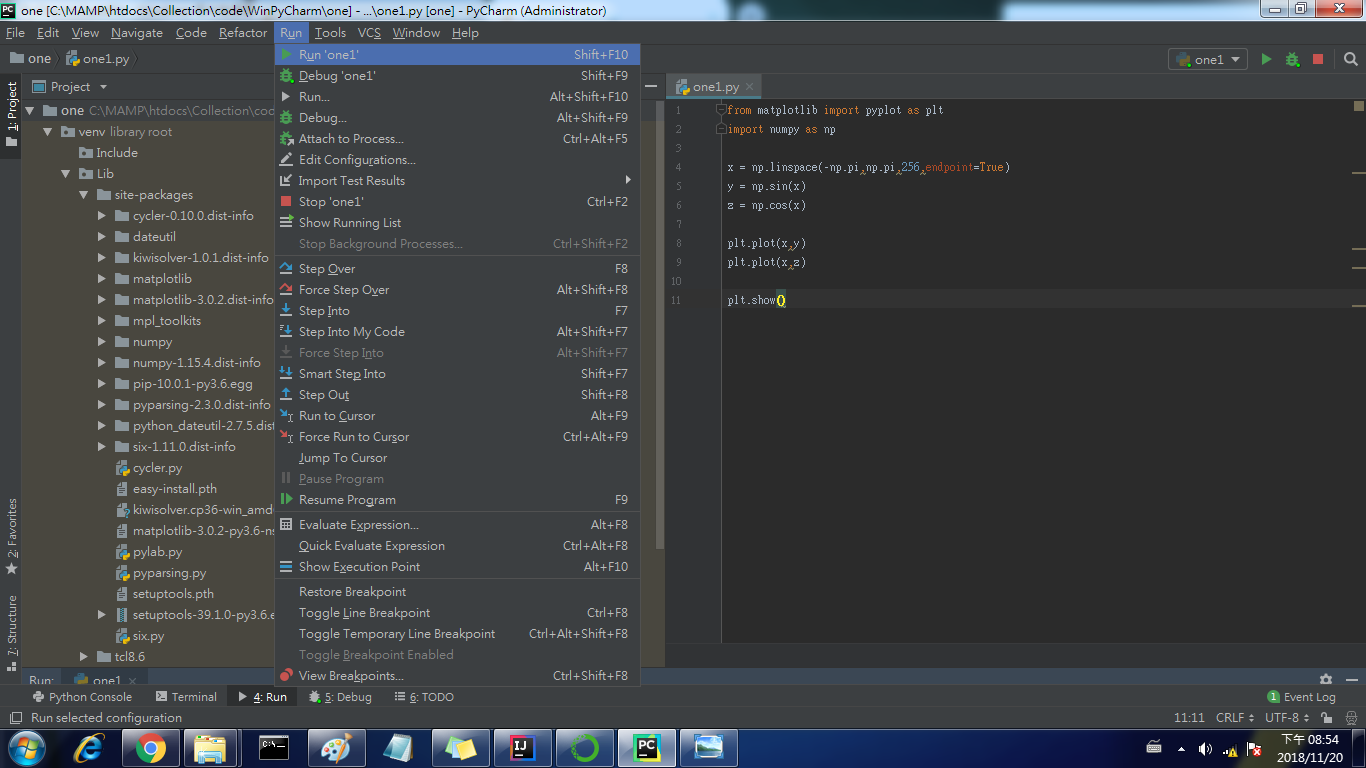 PC one [C:\MAMP\htdocs\Collection\code\WinPyCharm\one] - ...\one1.py [one] - PyCharm (Administrator)
File Edit View Navigate Code Refactor Run Tools VCS Window Help
one one1.py
one1
1: Project
2: Favorites
7: Structure
Project
one C:\MAMP\htdocs\Collection\cod
venv library root
Include
Lib
site-packages
cycler-0.10.0.dist-info
dateutil
kiwisolver-1.0.1.dist-info
matplotlib
matplotlib-3.0.2.dist-info
mpl_toolkits
numpy
numpy-1.15.4.dist-info
pip-10.0.1-py3.6.egg
pyparsing-2.3.0.dist-info
python_dateutil-2.7.5.dist
six-1.11.0.dist-info
cycler.py
easy-install.pth
kiwisolver.cp36-win_amd
matplotlib-3.0.2-py3.6-ns
pylab.py
pyparsing.py
setuptools.pth
setuptools-39.1.0-py3.6.e
six.py
tcl8.6
Run 'one1' Shift+F10
Debug 'one1' Shift+F9
Run... Alt+Shift+F10
Debug... Alt+Shift+F9
Attach to Process... Ctrl+Alt+F5
Edit Configurations...
Import Test Results
Stop 'one1' Ctrl+F2
Show Running List
Stop Background Processes... Ctrl+Shift+F2
Step Over F8
Force Step Over Alt+Shift+F8
Step Into F7
Step Into My Code Alt+Shift+F7
Force Step Into Alt+Shift+F7
Smart Step Into Shift+F7
Step Out Shift+F8
Run to Cursor Alt+F9
Force Run to Cursor Ctrl+Alt+F9
Jump To Cursor
Pause Program
Resume Program F9
Evaluate Expression... Alt+F8
Quick Evaluate Expression Ctrl+Alt+F8
Show Execution Point Alt+F10
Restore Breakpoint
Toggle Line Breakpoint Ctrl+F8
Toggle Temporary Line Breakpoint Ctrl+Alt+Shift+F8
Toggle Breakpoint Enabled
View Breakpoints... Ctrl+Shift+F8
one1.py
1 from matplotlib import pyplot as plt
2 import numpy as np
3
4 x = np.linspace(-np.pi,np.pi,256,endpoint=True)
5 y = np.sin(x)
6 z = np.cos(x)
7
8 plt.plot(x,y)
9 plt.plot(x,z)
10
11 plt.show()
Run: one1
Python Console Terminal 4: Run 5: Debug 6: TODO 1 Event Log
Run selected configuration 11:11 CRLF UTF-8
C:\ IJ PC
下午 08:54
2018/11/20